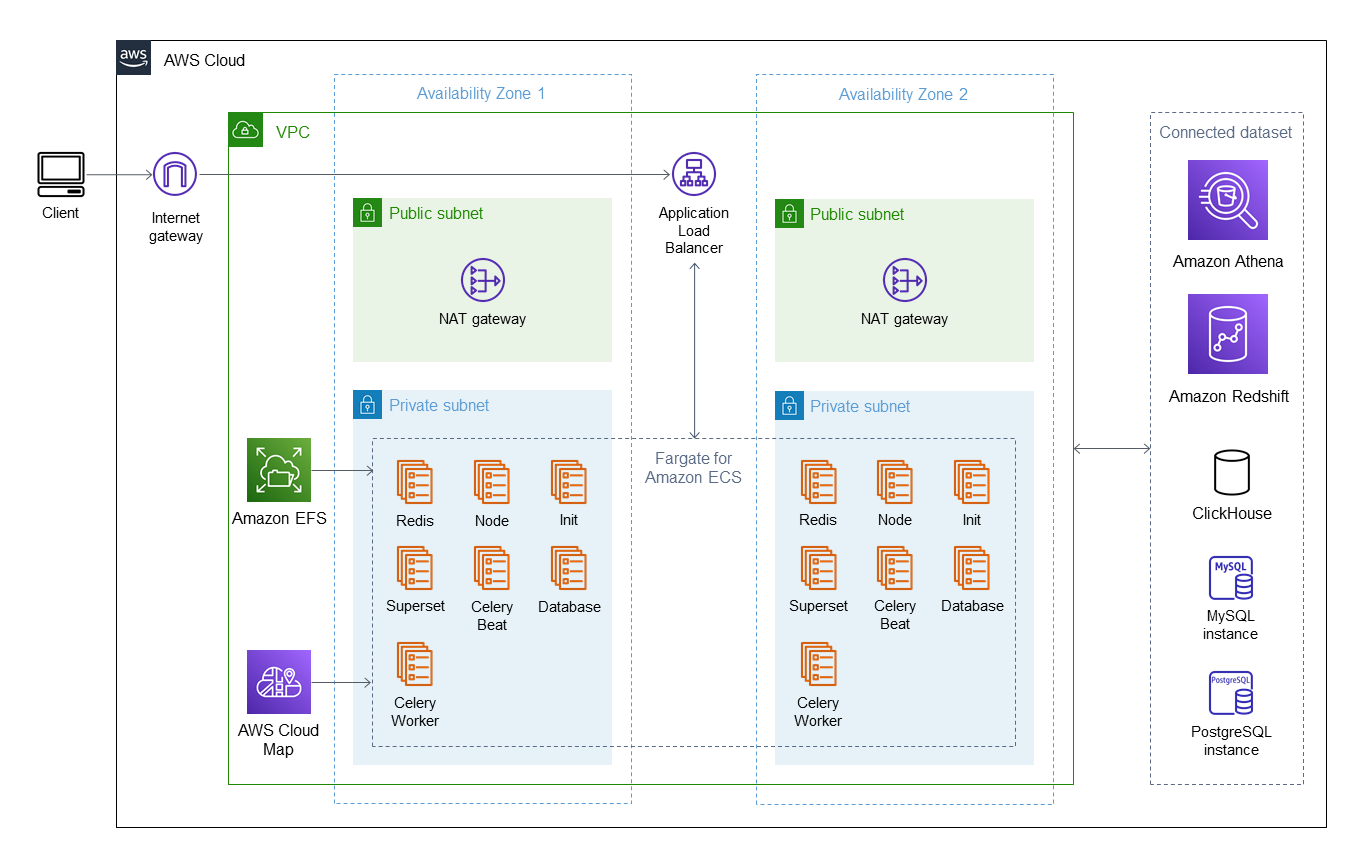 aws
AWS Cloud
Availability Zone 1
Availability Zone 2
VPC
Connected dataset
Client
Internet
gateway
Application
Load
Balancer
Public subnet
NAT gateway
Public subnet
NAT gateway
Amazon Athena
Amazon Redshift
Private subnet
Private subnet
Fargate for
Amazon ECS
Amazon EFS
Redis
Node
Init
Superset
Celery
Beat
Database
Celery
Worker
Redis
Node
Init
Superset
Celery
Beat
Database
Celery
Worker
AWS Cloud
Map
ClickHouse
MySQL
MySQL
instance
PostgreSQL
PostgreSQL
instance